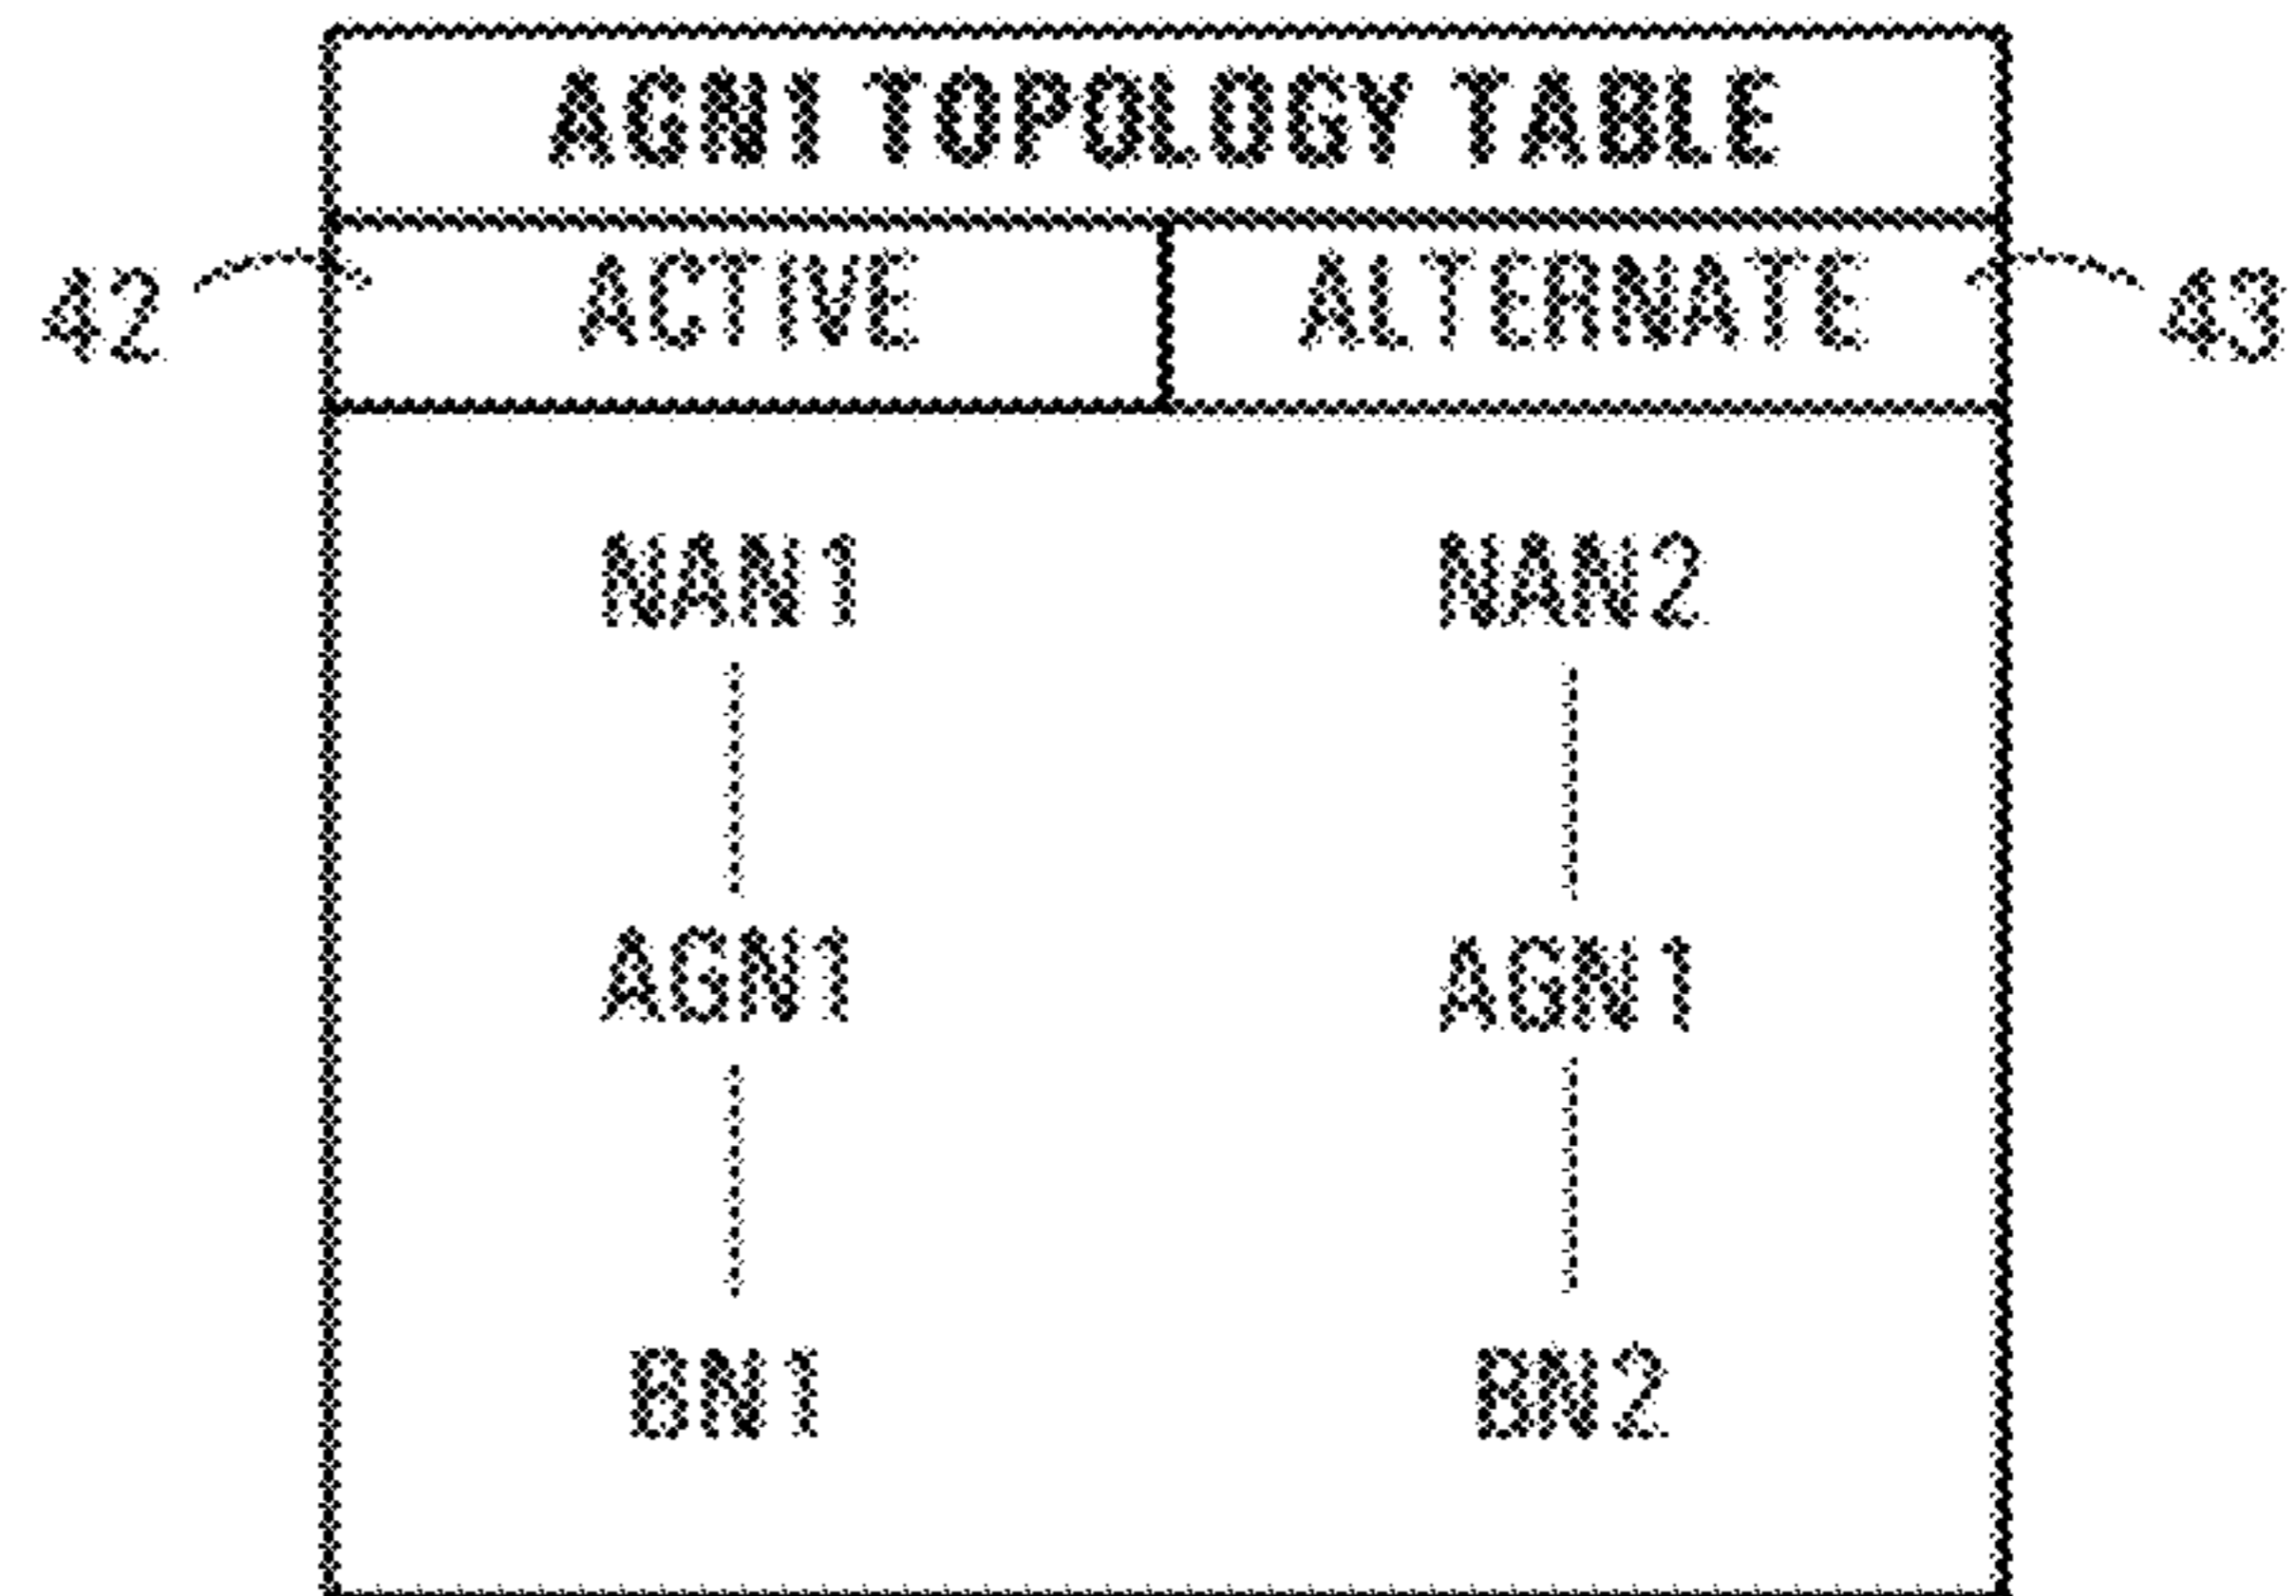 AGN1 TOPOLOGY TABLE
42 ACTIVE ALTERNATE 43
NAN1 NAN2
AGN1 AGN1
BN1 BN2